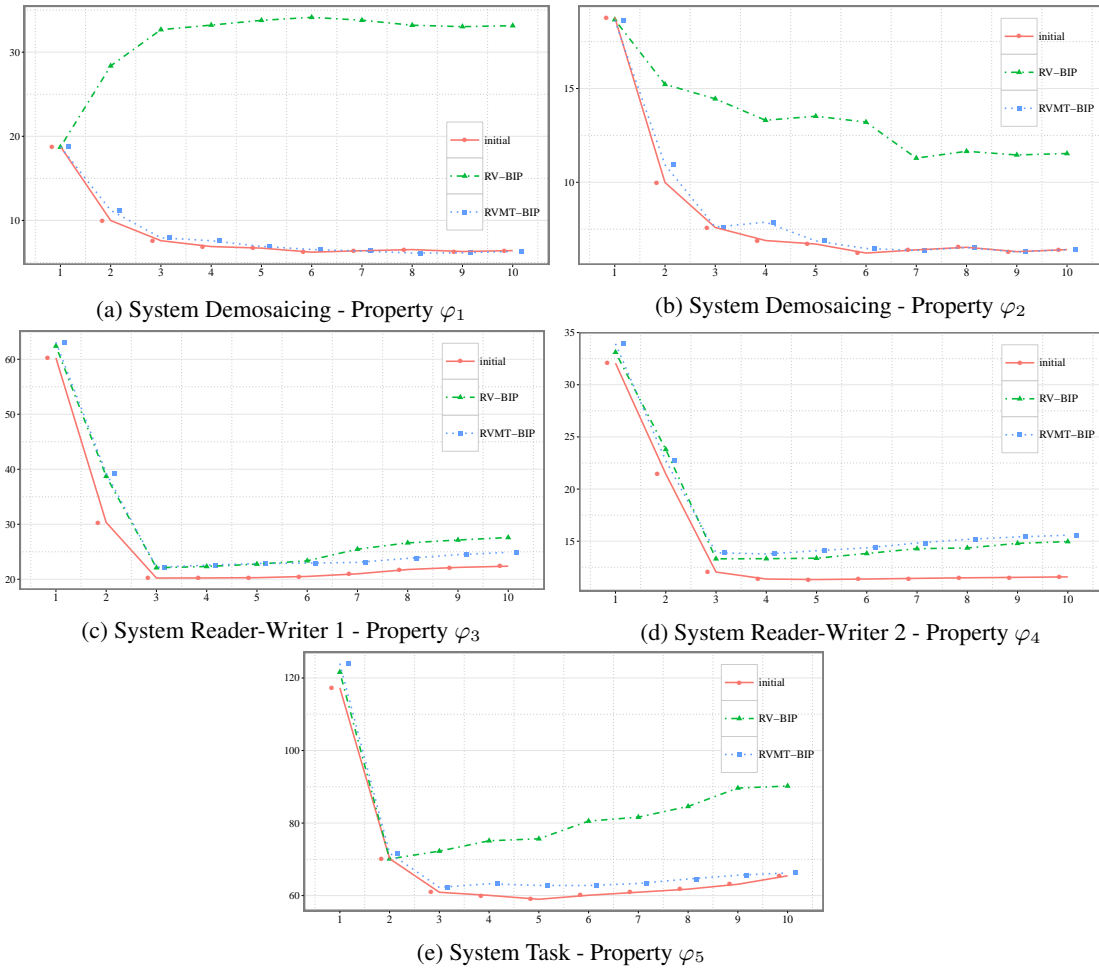 30
20
10
initial
RV−BIP
RVMT−BIP
1 2 3 4 5 6 7 8 9 10
(a) System Demosaicing - Property φ1
15
10
initial
RV−BIP
RVMT−BIP
1 2 3 4 5 6 7 8 9 10
(b) System Demosaicing - Property φ2
60
50
40
30
20
initial
RV−BIP
RVMT−BIP
1 2 3 4 5 6 7 8 9 10
(c) System Reader-Writer 1 - Property φ3
35
30
25
20
15
initial
RV−BIP
RVMT−BIP
1 2 3 4 5 6 7 8 9 10
(d) System Reader-Writer 2 - Property φ4
120
100
80
60
initial
RV−BIP
RVMT−BIP
1 2 3 4 5 6 7 8 9 10
(e) System Task - Property φ5